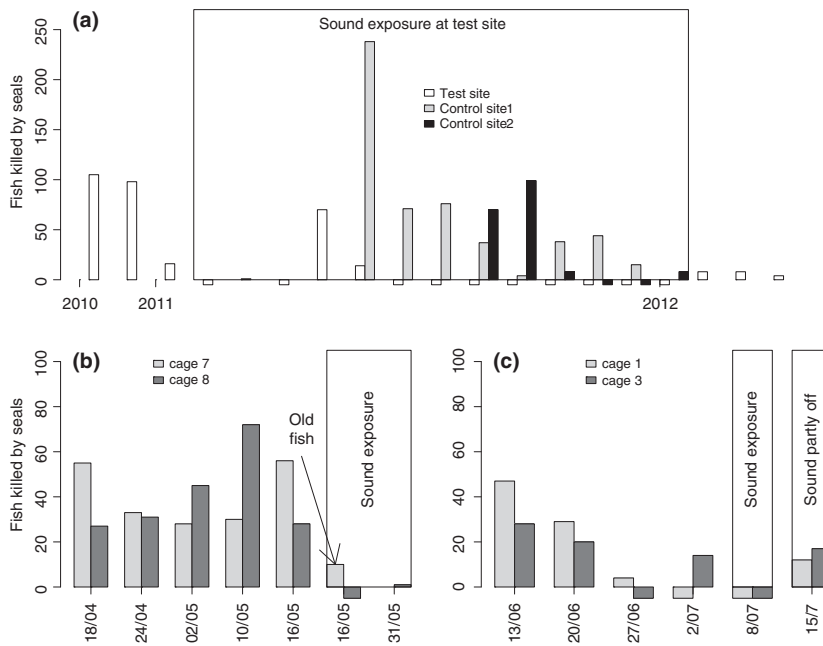 (a)
Sound exposure at test site
Fish killed by seals
250
200
150
100
50
0
Test site
Control site1
Control site2
2010
2011
2012
(b)
Fish killed by seals
100
80
60
40
20
0
cage 7
cage 8
Old
fish
Sound exposure
18/04
24/04
02/05
10/05
16/05
16/05
31/05
(c)
100
80
60
40
20
0
cage 1
cage 3
Sound exposure
Sound partly off
13/06
20/06
27/06
2/07
8/07
15/7